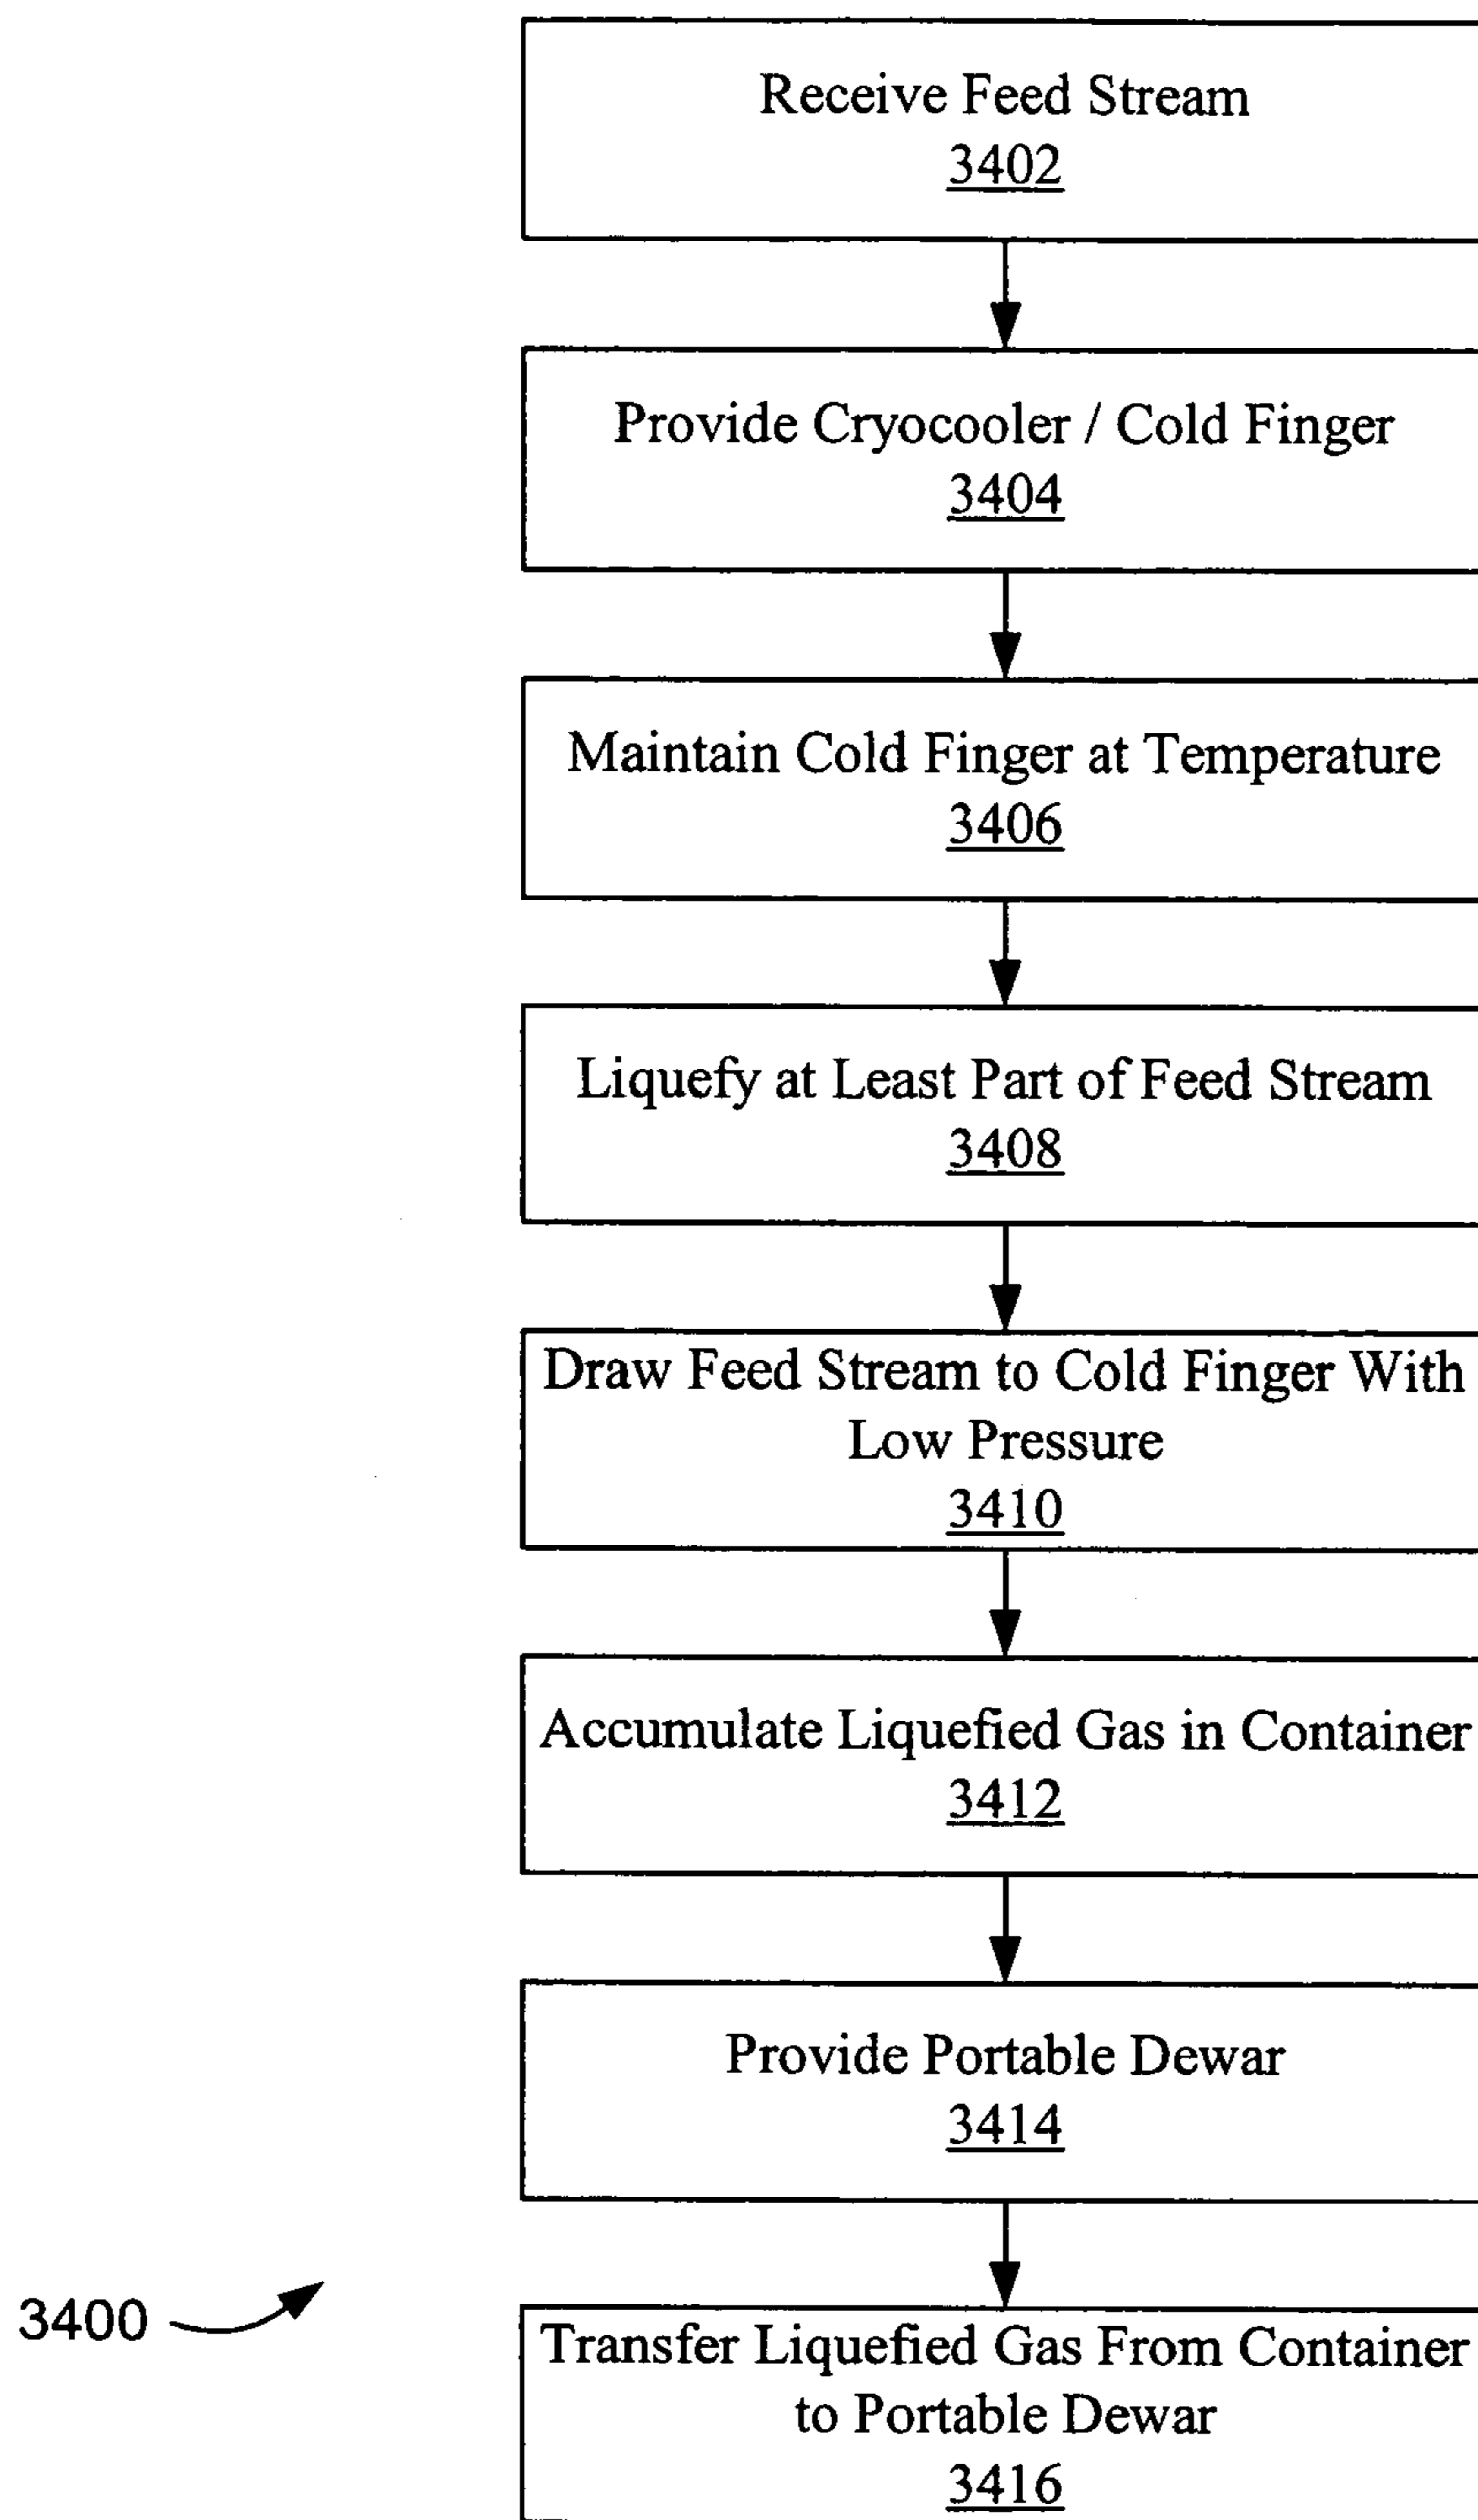 Receive Feed Stream
3402
Provide Cryocooler / Cold Finger
3404
Maintain Cold Finger at Temperature
3406
Liquefy at Least Part of Feed Stream
3408
Draw Feed Stream to Cold Finger With
Low Pressure
3410
Accumulate Liquefied Gas in Container
3412
Provide Portable Dewar
3414
3400
Transfer Liquefied Gas From Container
to Portable Dewar
3416